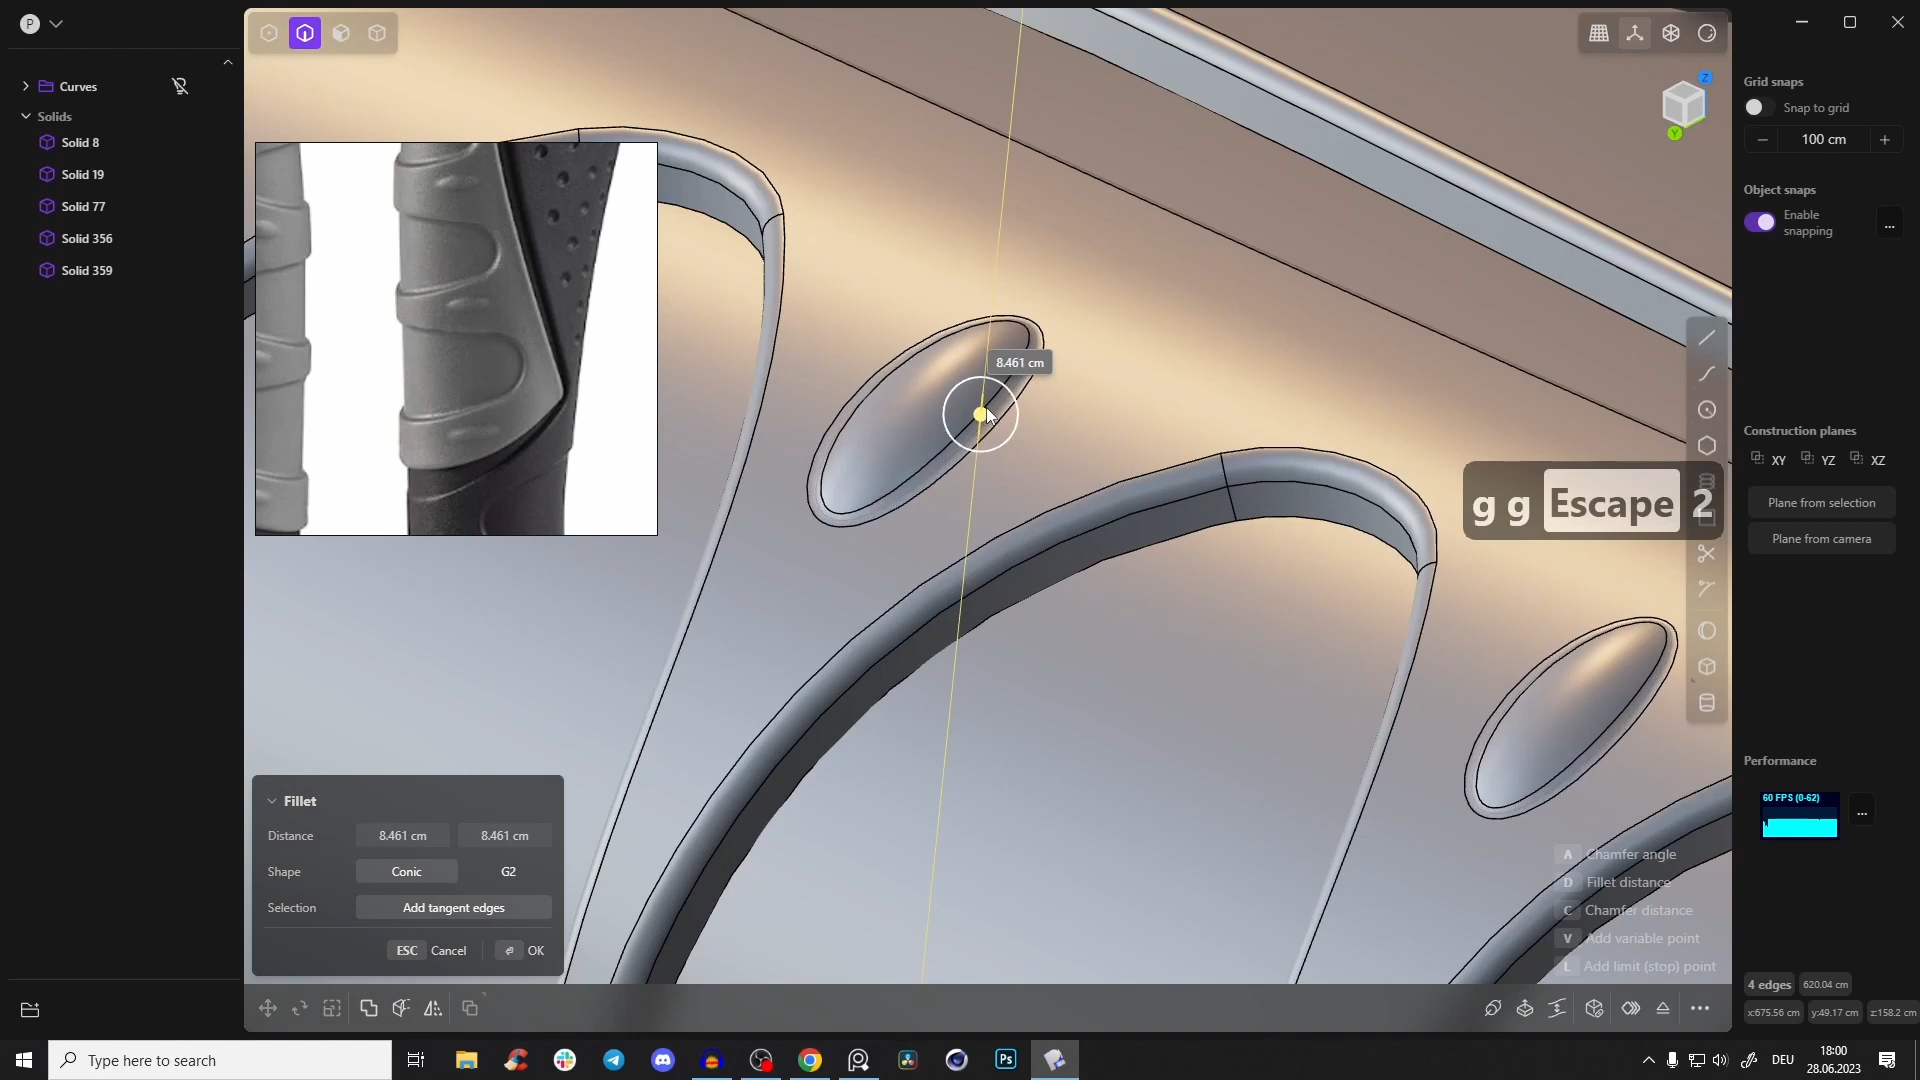 P
Curves
Solids
Solid 8
Solid 19
Solid 77
Solid 356
Solid 359
Z
Y
8.461 cm
g g Escape 2
Fillet
Distance 8.461 cm 8.461 cm
Shape Conic G2
Selection Add tangent edges
ESC Cancel OK
A Chamfer angle
D Fillet distance
C Chamfer distance
V Add variable point
L Add limit (stop) point
Grid snaps
Snap to grid
100 cm
Object snaps
Enable
snapping
...
Construction planes
XY YZ XZ
Plane from selection
Plane from camera
Performance
60 FPS (0-62)
...
4 edges 620.04 cm
x:675.56 cm y:49.17 cm z:158.2 cm
Type here to search
Ps
DEU
18:00
28.06.2023